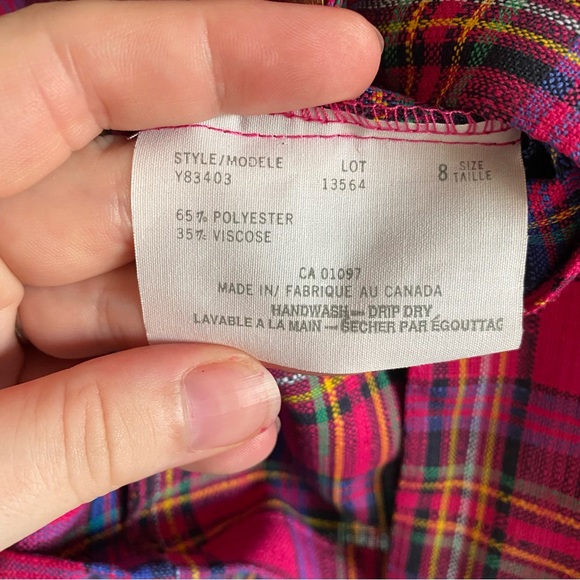 STYLE/MODELE LOT 8 SIZE TAILLE
Y83403 13564
65% POLYESTER
35% VISCOSE
CA 01097
MADE IN/ FABRIQUE AU CANADA
HANDWASH — DRIP DRY
LAVABLE A LA MAIN — SECHER PAR ÉGOUTTAG